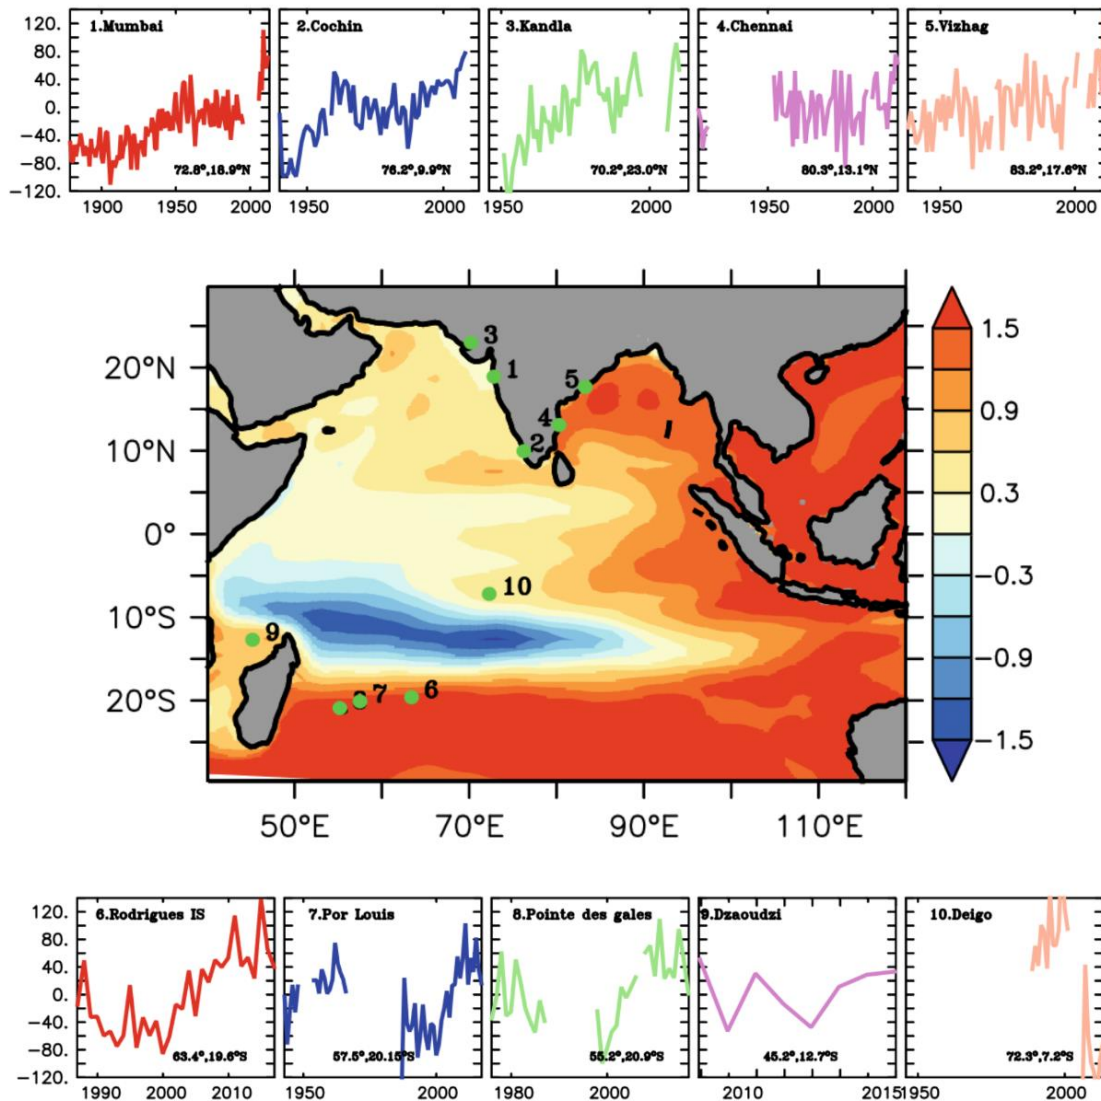 1.Mumbai 2.Cochin 3.Kandla 4.Chennai 5.Vizhag
120.
80.
40.
0.
−40.
−80.
−120.
72.8°,18.9°N 76.2°,9.9°N 70.2°,23.0°N 80.3°,13.1°N 83.2°,17.6°N
1900 1950 2000 1950 2000 1950 2000 1950 2000 1950 2000
20°N
10°N
0°
10°S
20°S
3
1
5
4
2
10
9
7 6
50°E 70°E 90°E 110°E
1.5
0.9
0.3
−0.3
−0.9
−1.5
6.Rodrigues IS 7.Por Louis 8.Pointe des gales 9.Dzaoudzi 10.Deigo
120.
80.
40.
0.
−40.
−80.
−120.
63.4°,19.6°S 57.5°,20.15°S 55.2°,20.9°S 45.2°,12.7°S 72.3°,7.2°S
1990 2000 2010 1950 2000 1980 2000 2010 2015 1950 2000